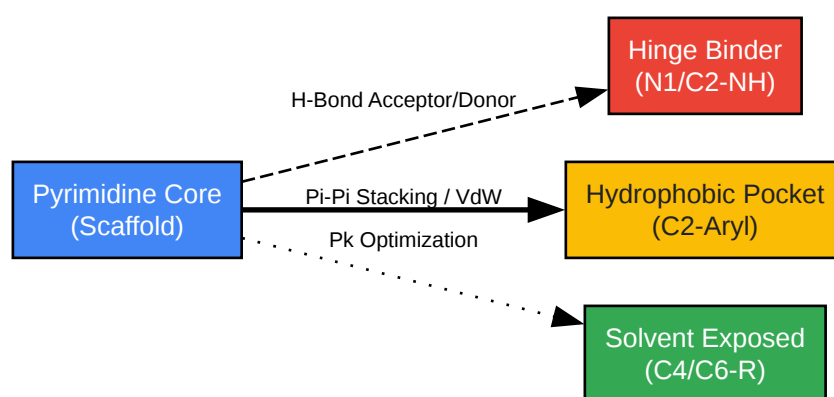 Hinge Binder
(N1/C2-NH)
H-Bond Acceptor/Donor
Pyrimidine Core
(Scaffold)
Pi-Pi Stacking / VdW
Hydrophobic Pocket
(C2-Aryl)
Pk Optimization
Solvent Exposed
(C4/C6-R)